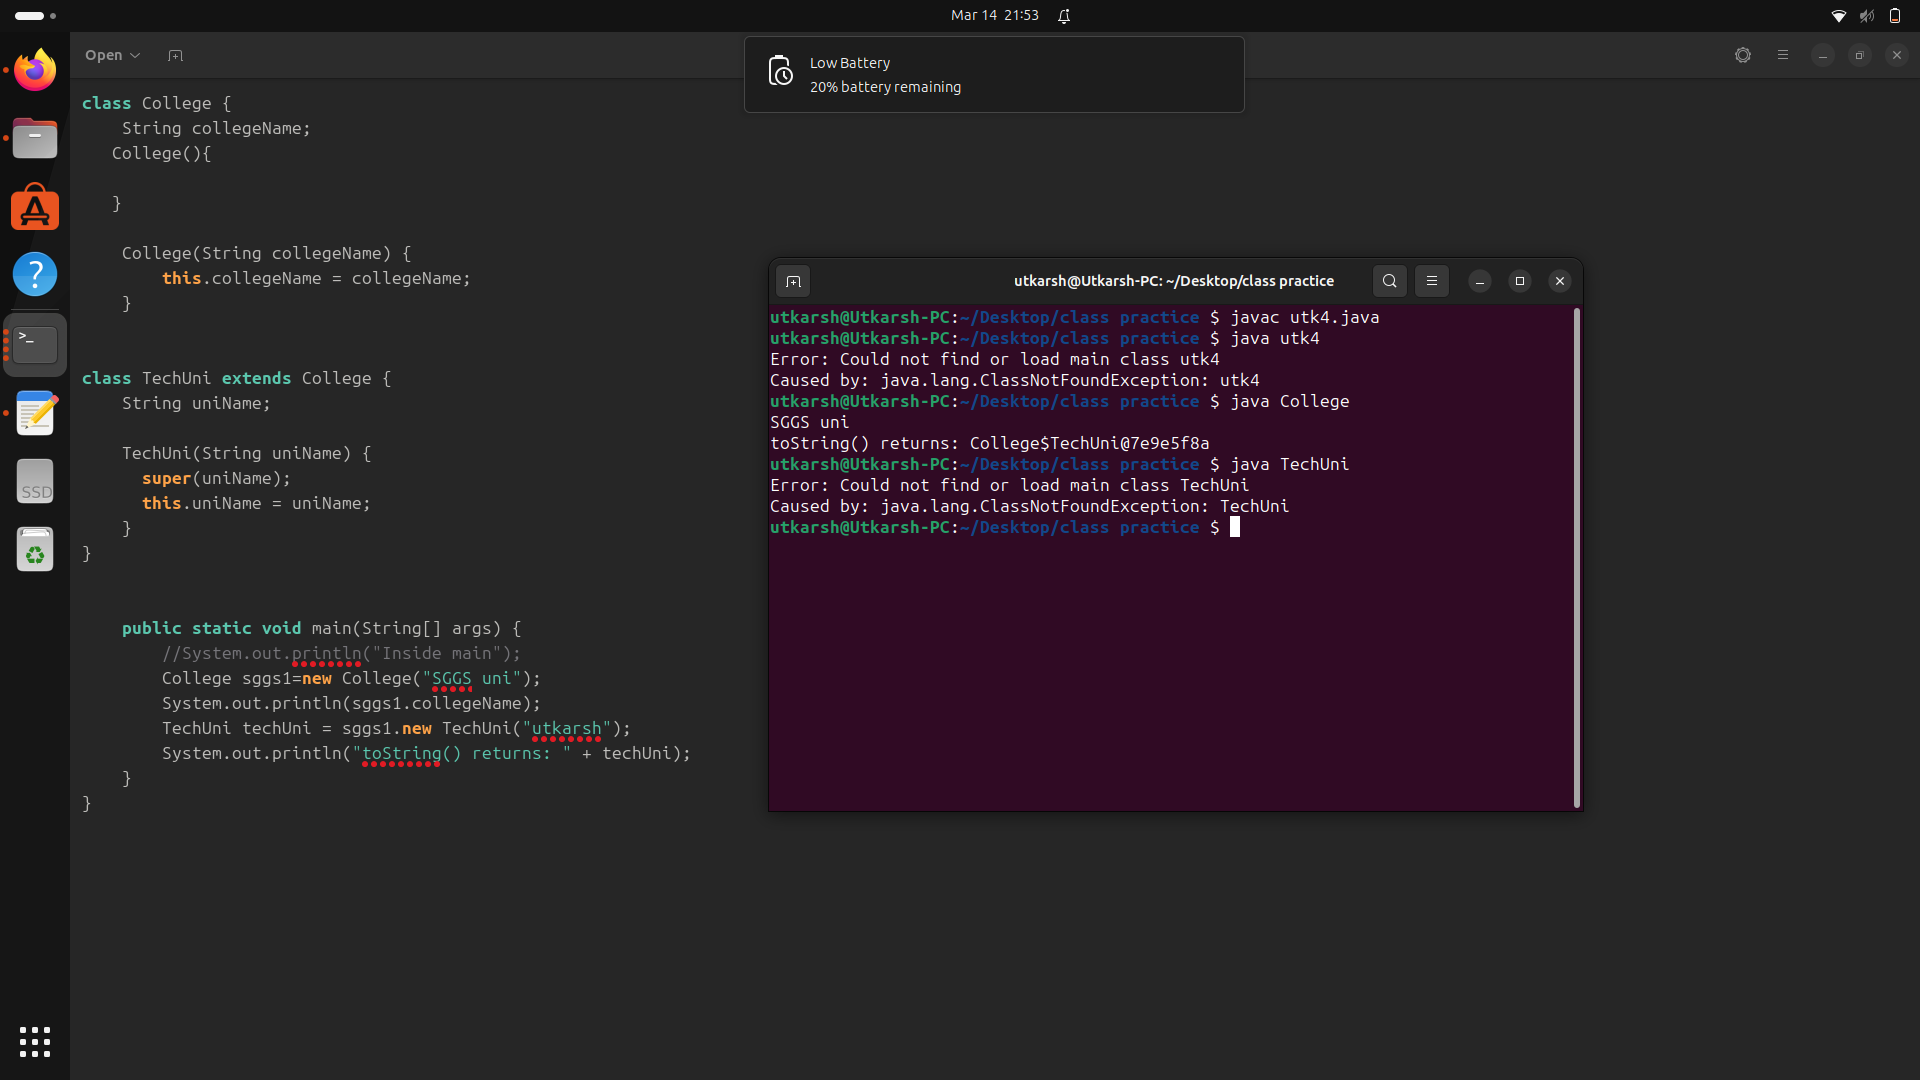 Mar 14 21:53
Open
Low Battery
20% battery remaining
class College {
    String collegeName;
   College(){

   }

    College(String collegeName) {
        this.collegeName = collegeName;
    }


class TechUni extends College {
    String uniName;

    TechUni(String uniName) {
      super(uniName);
      this.uniName = uniName;
    }
}


    public static void main(String[] args) {
        //System.out.println("Inside main");
        College sggs1=new College("SGGS uni");
        System.out.println(sggs1.collegeName);
        TechUni techUni = sggs1.new TechUni("utkarsh");
        System.out.println("toString() returns: " + techUni);
    }
}
utkarsh@Utkarsh-PC: ~/Desktop/class practice
utkarsh@Utkarsh-PC:~/Desktop/class practice $ javac utk4.java
utkarsh@Utkarsh-PC:~/Desktop/class practice $ java utk4
Error: Could not find or load main class utk4
Caused by: java.lang.ClassNotFoundException: utk4
utkarsh@Utkarsh-PC:~/Desktop/class practice $ java College
SGGS uni
toString() returns: College$TechUni@7e9e5f8a
utkarsh@Utkarsh-PC:~/Desktop/class practice $ java TechUni
Error: Could not find or load main class TechUni
Caused by: java.lang.ClassNotFoundException: TechUni
utkarsh@Utkarsh-PC:~/Desktop/class practice $
>_
SSD